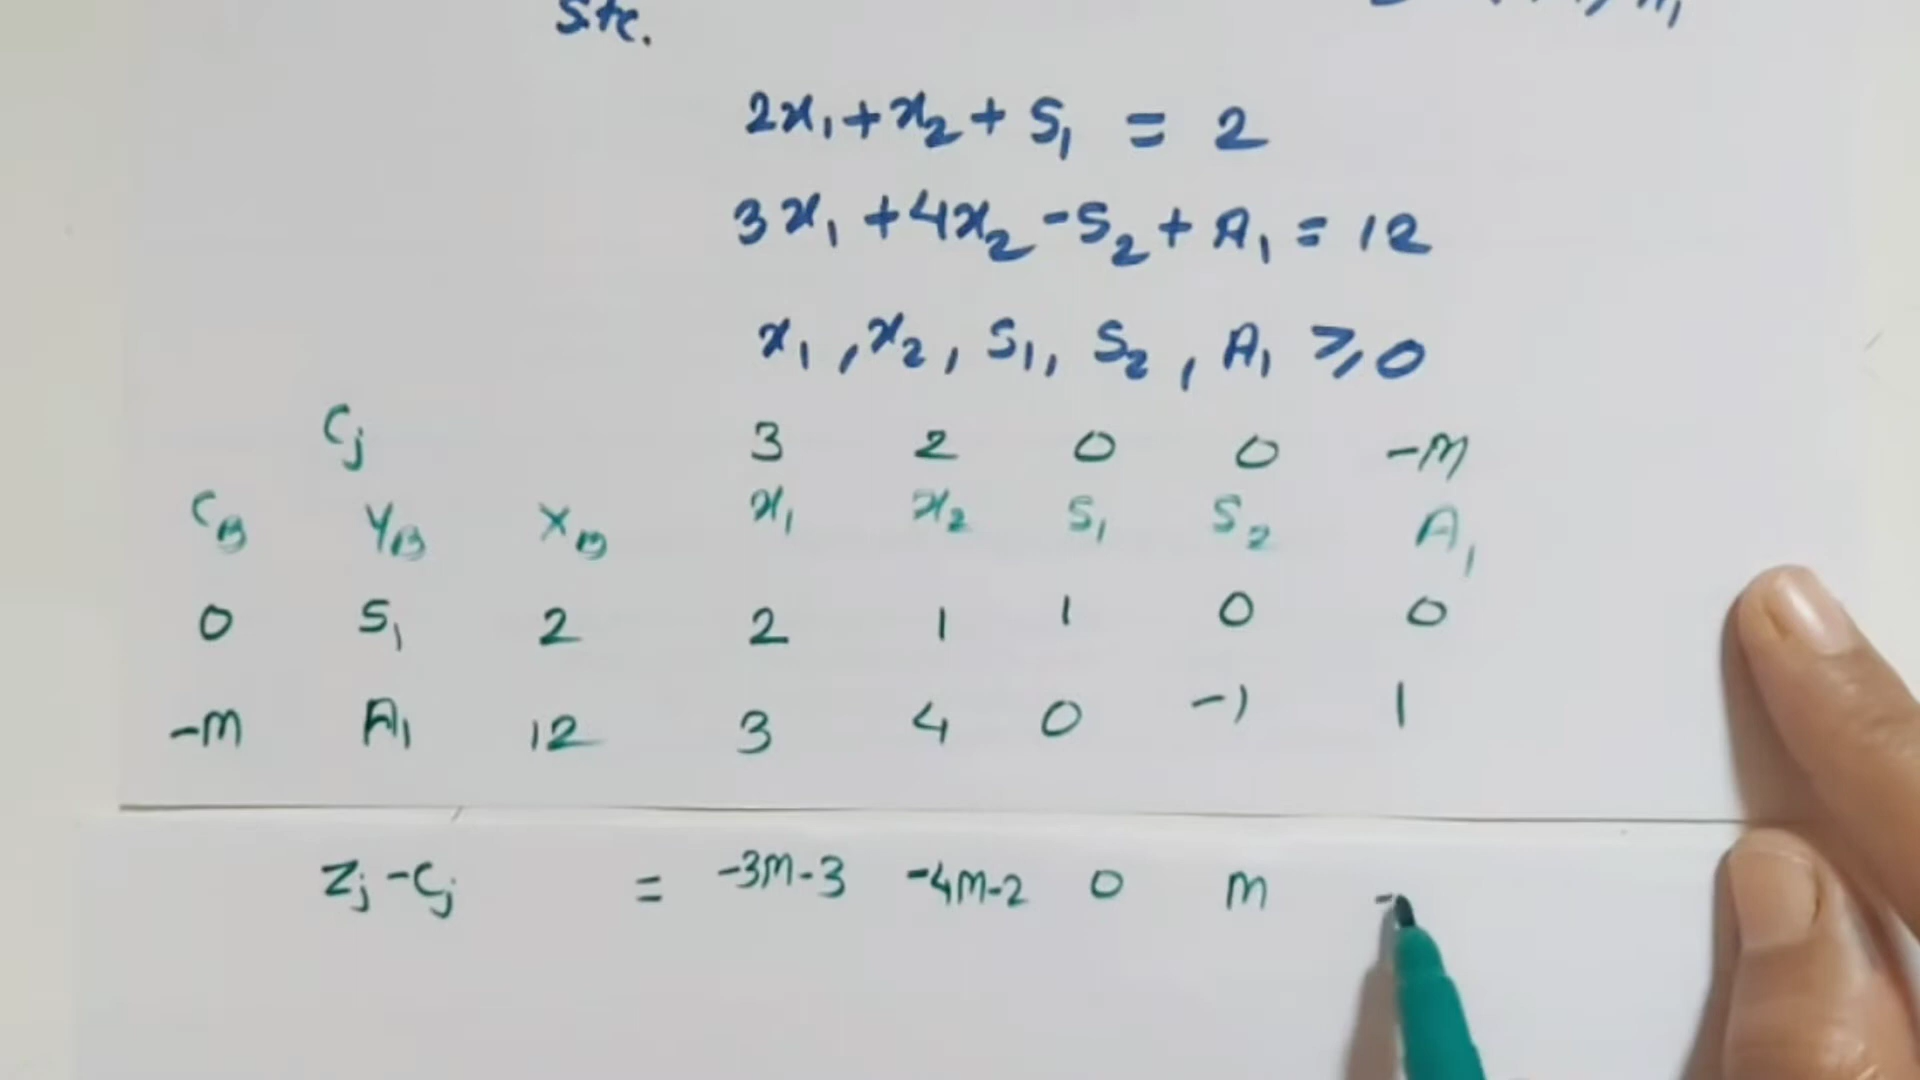 S.tc.
2x₁ + x₂ + S₁ = 2
3x₁ + 4x₂ - S₂ + A₁ = 12
x₁, x₂, S₁, S₂, A₁ ≥ 0
Cj 3 2 0 0 -M
CB YB XB x₁ x₂ S₁ S₂ A₁
0 S₁ 2 2 1 1 0 0
-M A₁ 12 3 4 0 -1 1
Zj - Cj = -3M-3 -4M-2 0 M -